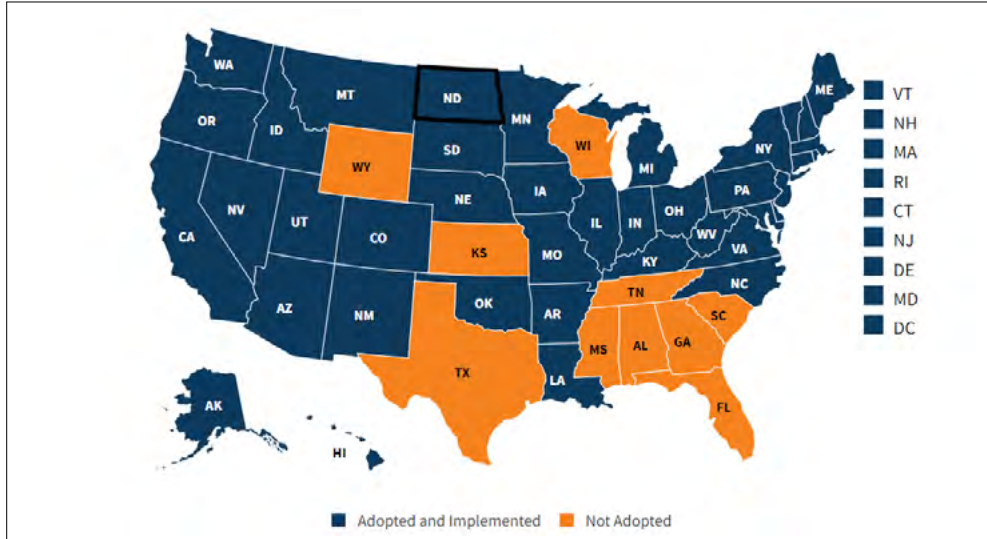 WA
ME
VT
MT
ND
MN
NH
OR
ID
WI
NY
SD
MI
MA
WY
RI
IA
PA
NE
CT
NV
OH
IL
IN
UT
NJ
CA
CO
WV
VA
KS
MO
KY
DE
NC
TN
MD
OK
AZ
NM
AR
SC
DC
MS
AL
GA
TX
LA
AK
FL
HI
Adopted and Implemented
Not Adopted